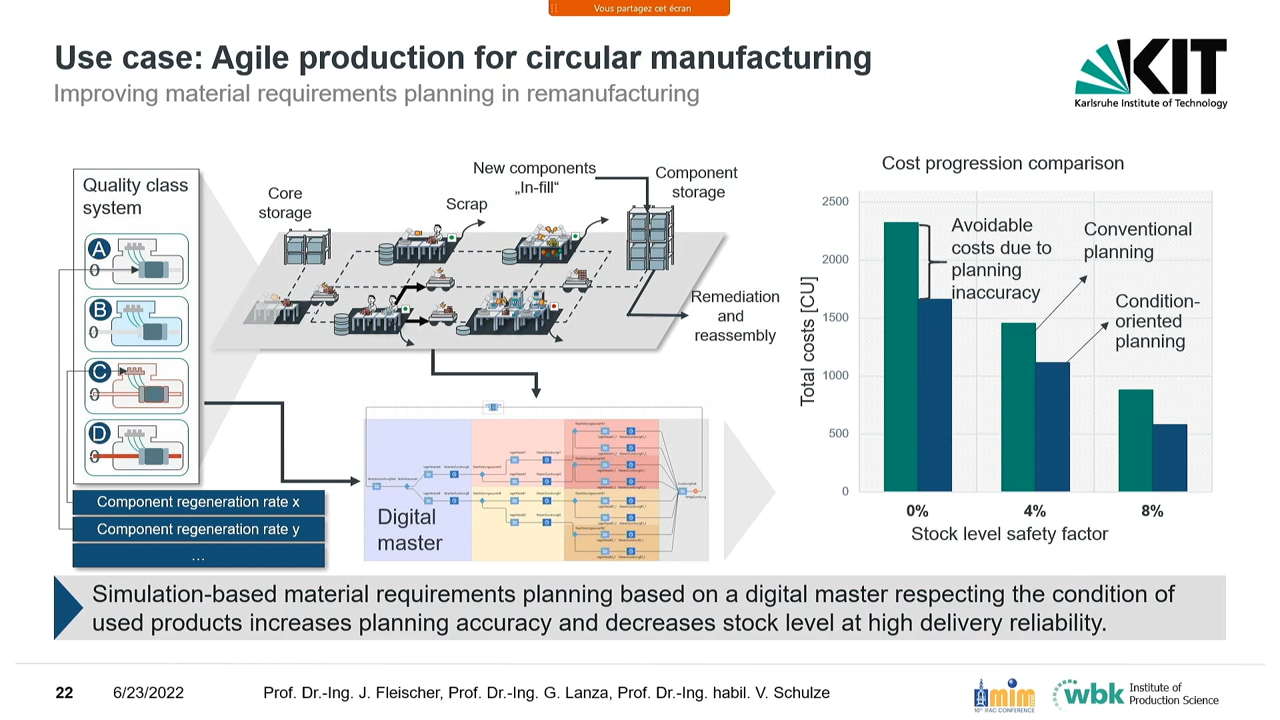 Vous partagez cet écran
Use case: Agile production for circular manufacturing
Improving material requirements planning in remanufacturing
KIT
Karlsruhe Institute of Technology
Quality class
system
A
B
C
D
Component regeneration rate x
Component regeneration rate y
...
Core
storage
Scrap
New components
„In-fill“
Component
storage
Remediation
and
reassembly
Digital
master
Cost progression comparison
Total costs [CU]
2500
2000
1500
1000
500
0
Avoidable
costs due to
planning
inaccuracy
Conventional
planning
Condition-
oriented
planning
0% 4% 8%
Stock level safety factor
Simulation-based material requirements planning based on a digital master respecting the condition of
used products increases planning accuracy and decreases stock level at high delivery reliability.
22 6/23/2022 Prof. Dr.-Ing. J. Fleischer, Prof. Dr.-Ing. G. Lanza, Prof. Dr.-Ing. habil. V. Schulze
mim
10th IFAC CONFERENCE
wbk Institute of
Production Science